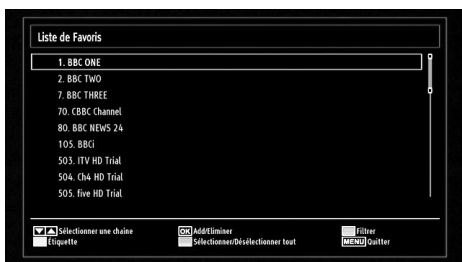 Liste de Favoris
1. BBC ONE
2. BBC TWO
7. BBC THREE
70. CBBC Channel
80. BBC NEWS 24
105. BBCi
503. ITV HD Trial
504. Ch4 HD Trial
505. five HD Trial
Sélectionner une chaine OK Add/Eliminer Filtrer
Etiquette Sélectionner/Désélectionner tout MENU Quitter